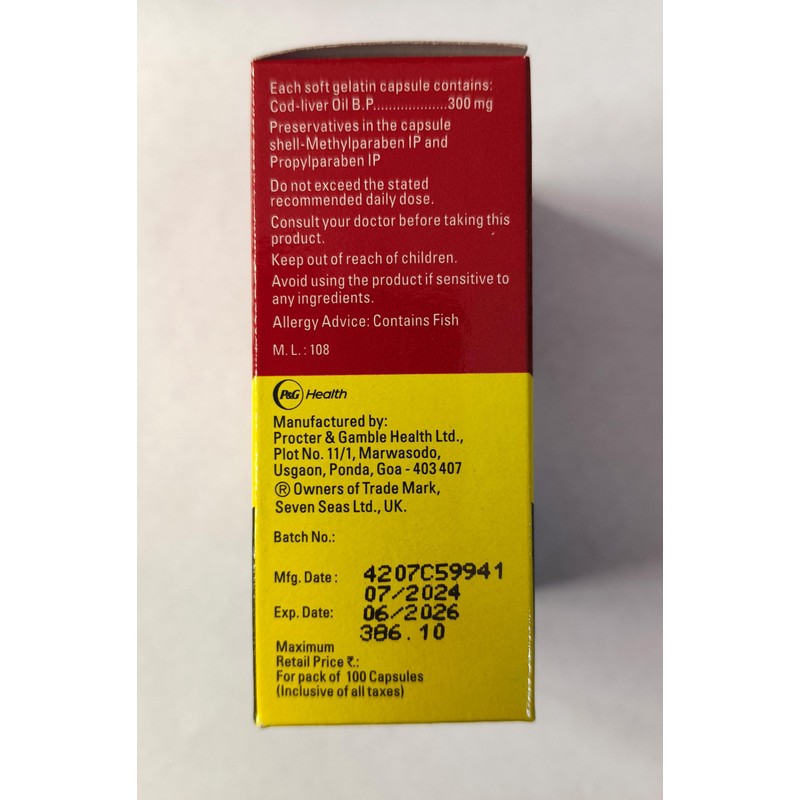 Each soft gelatin capsule contains:
Cod-liver Oil B.P...................300 mg
Preservatives in the capsule
shell-Methylparaben IP and
Propylparaben IP
Do not exceed the stated
recommended daily dose.
Consult your doctor before taking this
product.
Keep out of reach of children.
Avoid using the product if sensitive to
any ingredients.
Allergy Advice: Contains Fish
M. L. : 108
P&G Health
Manufactured by:
Procter & Gamble Health Ltd.,
Plot No. 11/1, Marwasodo,
Usgaon, Ponda, Goa - 403 407
® Owners of Trade Mark,
Seven Seas Ltd., UK.
Batch No.:
4207C59941
Mfg. Date :
07/2024
Exp. Date:
06/2026
386.10
Maximum
Retail Price ₹.:
For pack of 100 Capsules
(Inclusive of all taxes)